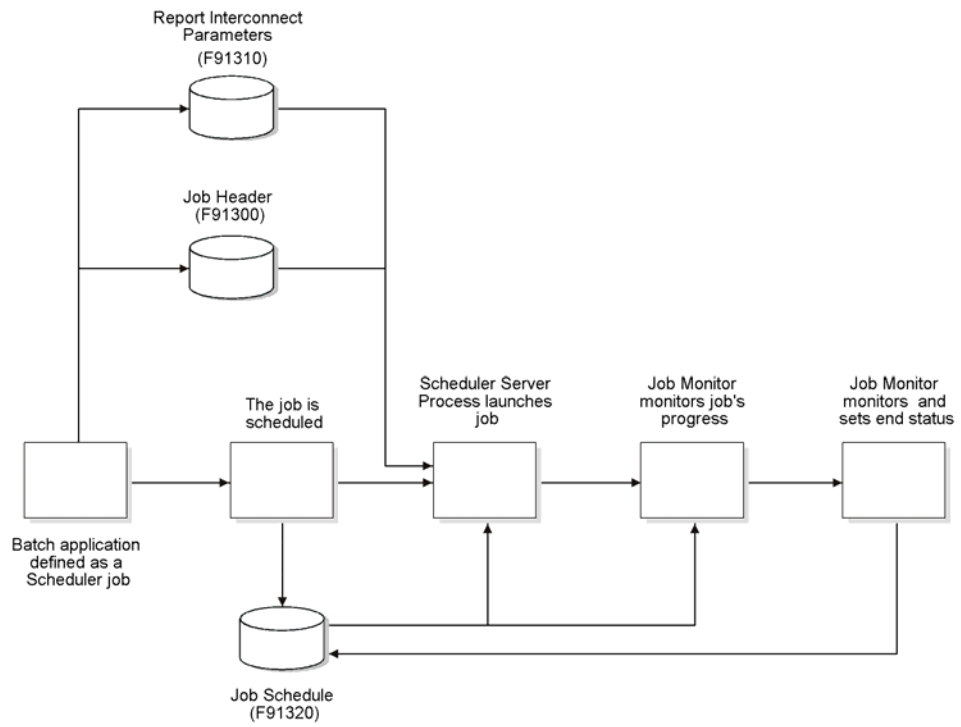 Report Interconnect
Parameters
(F91310)
Job Header
(F91300)
The job is
scheduled
Scheduler Server
Process launches
job
Job Monitor
monitors job's
progress
Job Monitor
monitors and
sets end status
Batch application
defined as a
Scheduler job
Job Schedule
(F91320)